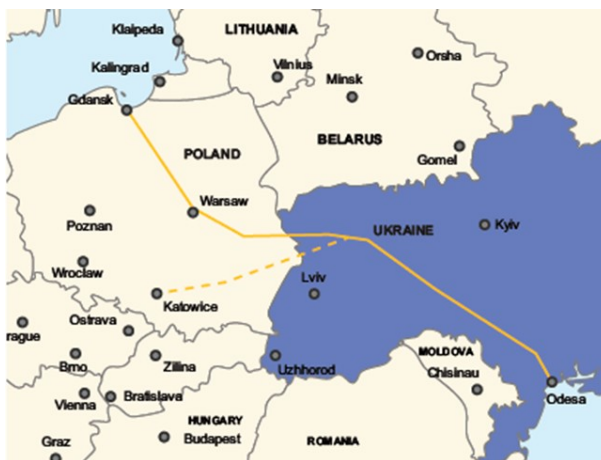 Klaipeda
LITHUANIA
Kalingrad
Vilnius
Orsha
Minsk
Gdansk
BELARUS
POLAND
Gomel
Warsaw
Poznan
UKRAINE
Kyiv
Wroclaw
Lviv
Katowice
Ostrava
rague
MOLDOVA
Brno
Zillina
Uzhhorod
Chisinau
Vienna
Bratislava
Odesa
HUNGARY
Budapest
ROMANIA
Graz